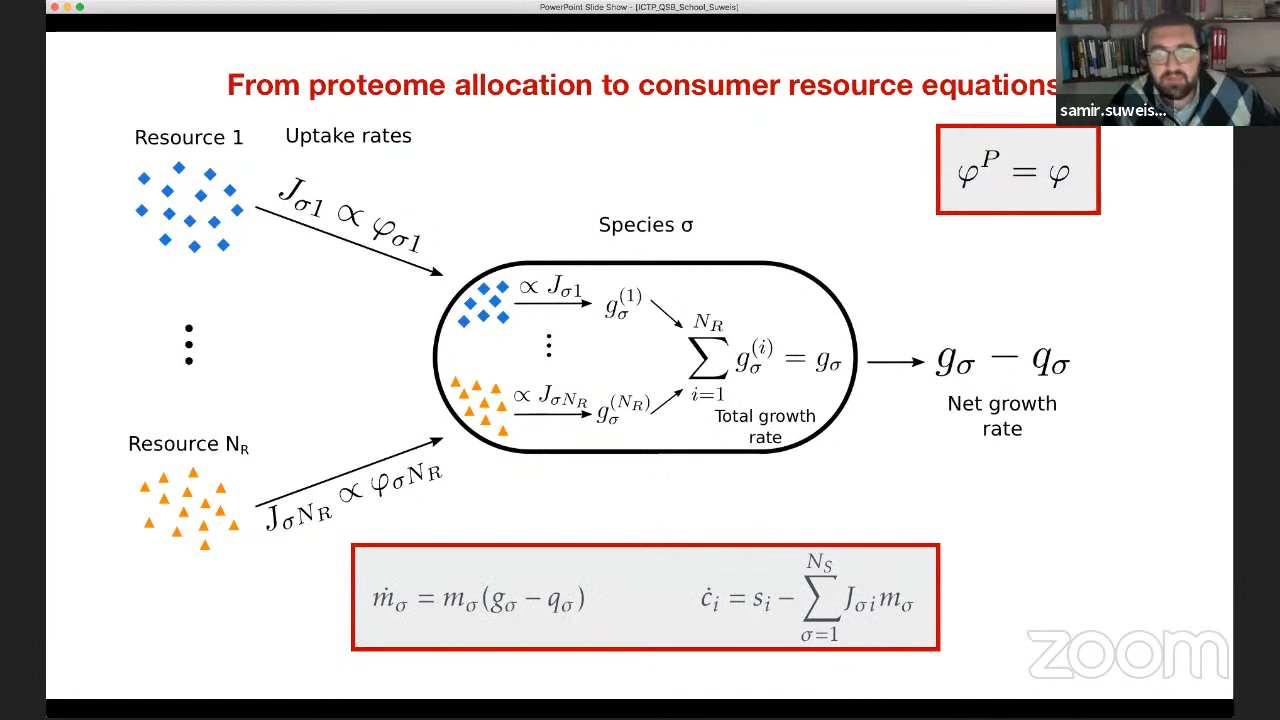 PowerPoint Slide Show - [ICTP_QSB_School_Suweis]
From proteome allocation to consumer resource equations
samir.suweis...
Resource 1
Uptake rates
φ^P = φ
J_σ1 ∝ φ_σ1
Species σ
∝ J_σ1
g_σ^(1)
⋮
⋮
∑_{i=1}^{N_R} g_σ^(i) = g_σ
g_σ − q_σ
∝ J_σN_R
g_σ^(N_R)
Total growth
rate
Net growth
rate
Resource N_R
J_σN_R ∝ φ_σN_R
ṁ_σ = m_σ(g_σ − q_σ)
ċ_i = s_i − ∑_{σ=1}^{N_S} J_σi m_σ
zoom